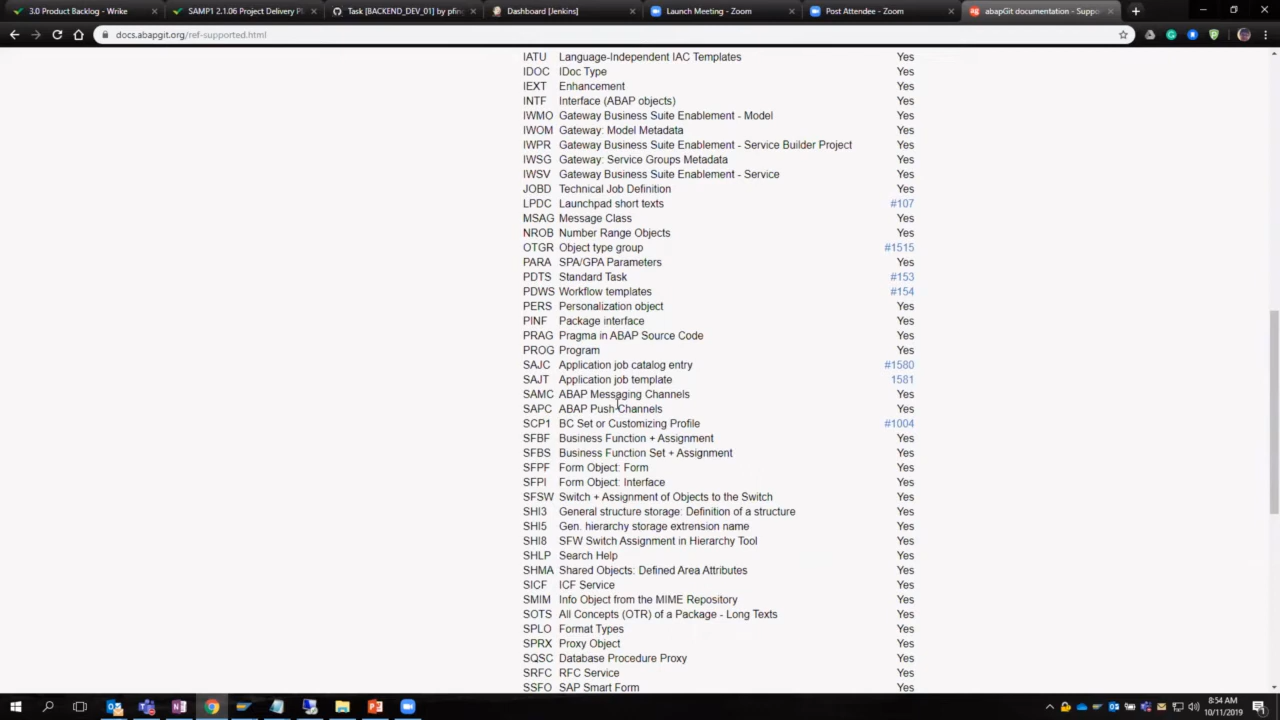 3.0 Product Backlog - Wrike
SAMP1 2.1.06 Project Delivery Pl
Task [BACKEND_DEV_01] by pfin
Dashboard [Jenkins]
Launch Meeting - Zoom
Post Attendee - Zoom
abapGit documentation - Suppo
docs.abapgit.org/ref-supported.html
IATU Language-Independent IAC Templates Yes
IDOC IDoc Type Yes
IEXT Enhancement Yes
INTF Interface (ABAP objects) Yes
IWMO Gateway Business Suite Enablement - Model Yes
IWOM Gateway: Model Metadata Yes
IWPR Gateway Business Suite Enablement - Service Builder Project Yes
IWSG Gateway: Service Groups Metadata Yes
IWSV Gateway Business Suite Enablement - Service Yes
JOBD Technical Job Definition Yes
LPDC Launchpad short texts #107
MSAG Message Class Yes
NROB Number Range Objects Yes
OTGR Object type group #1515
PARA SPA/GPA Parameters Yes
PDTS Standard Task #153
PDWS Workflow templates #154
PERS Personalization object Yes
PINF Package interface Yes
PRAG Pragma in ABAP Source Code Yes
PROG Program Yes
SAJC Application job catalog entry #1580
SAJT Application job template 1581
SAMC ABAP Messaging Channels Yes
SAPC ABAP Push Channels Yes
SCP1 BC Set or Customizing Profile #1004
SFBF Business Function + Assignment Yes
SFBS Business Function Set + Assignment Yes
SFPF Form Object: Form Yes
SFPI Form Object: Interface Yes
SFSW Switch + Assignment of Objects to the Switch Yes
SHI3 General structure storage: Definition of a structure Yes
SHI5 Gen. hierarchy storage extrension name Yes
SHI8 SFW Switch Assignment in Hierarchy Tool Yes
SHLP Search Help Yes
SHMA Shared Objects: Defined Area Attributes Yes
SICF ICF Service Yes
SMIM Info Object from the MIME Repository Yes
SOTS All Concepts (OTR) of a Package - Long Texts Yes
SPLO Format Types Yes
SPRX Proxy Object Yes
SQSC Database Procedure Proxy Yes
SRFC RFC Service Yes
SSFO SAP Smart Form Yes
8:54 AM
10/11/2019